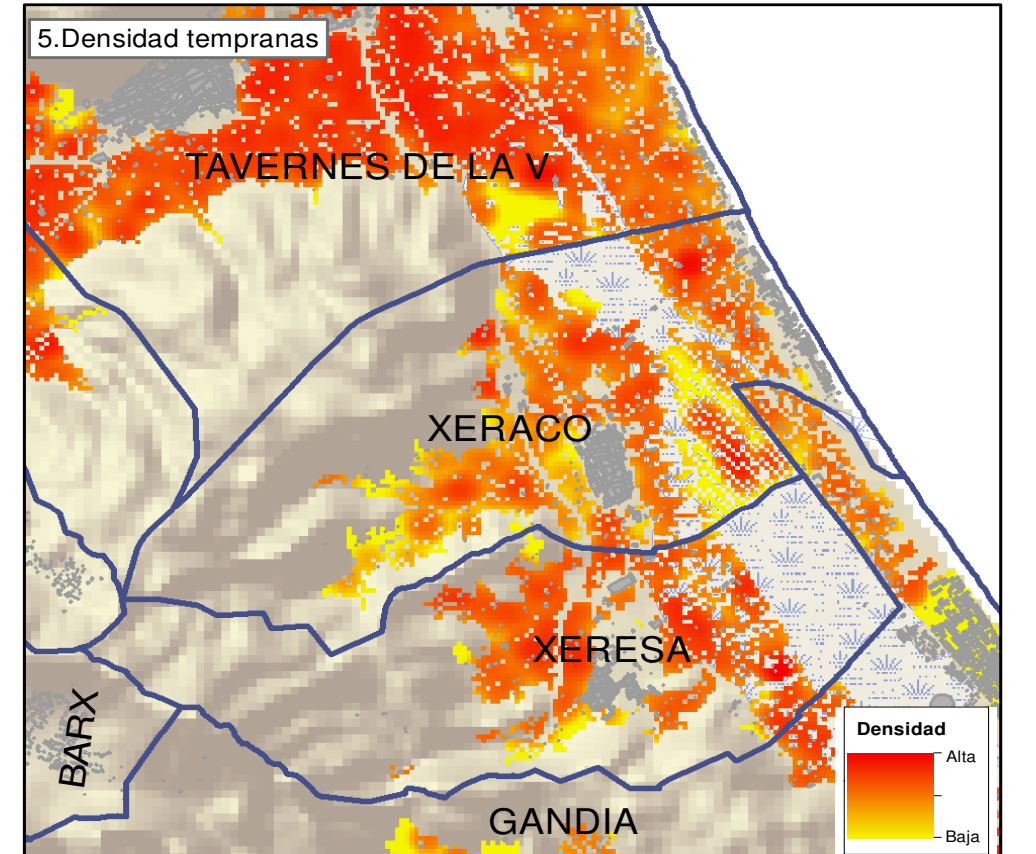 5.Densidad tempranas
TAVERNES DE LA V
XERACO
XERESA
BARX
GANDIA
Densidad
Alta
Baja